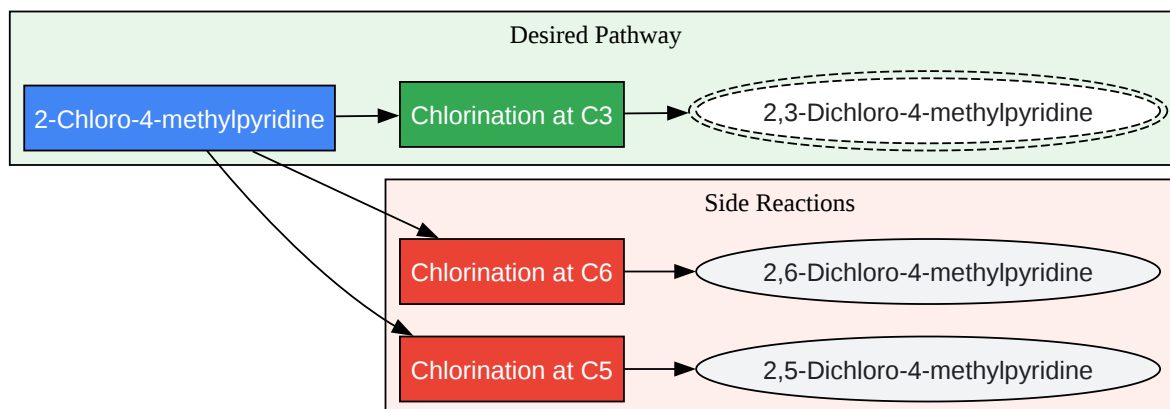 Desired Pathway
2-Chloro-4-methylpyridine
Chlorination at C3
2,3-Dichloro-4-methylpyridine
Side Reactions
Chlorination at C6
2,6-Dichloro-4-methylpyridine
Chlorination at C5
2,5-Dichloro-4-methylpyridine